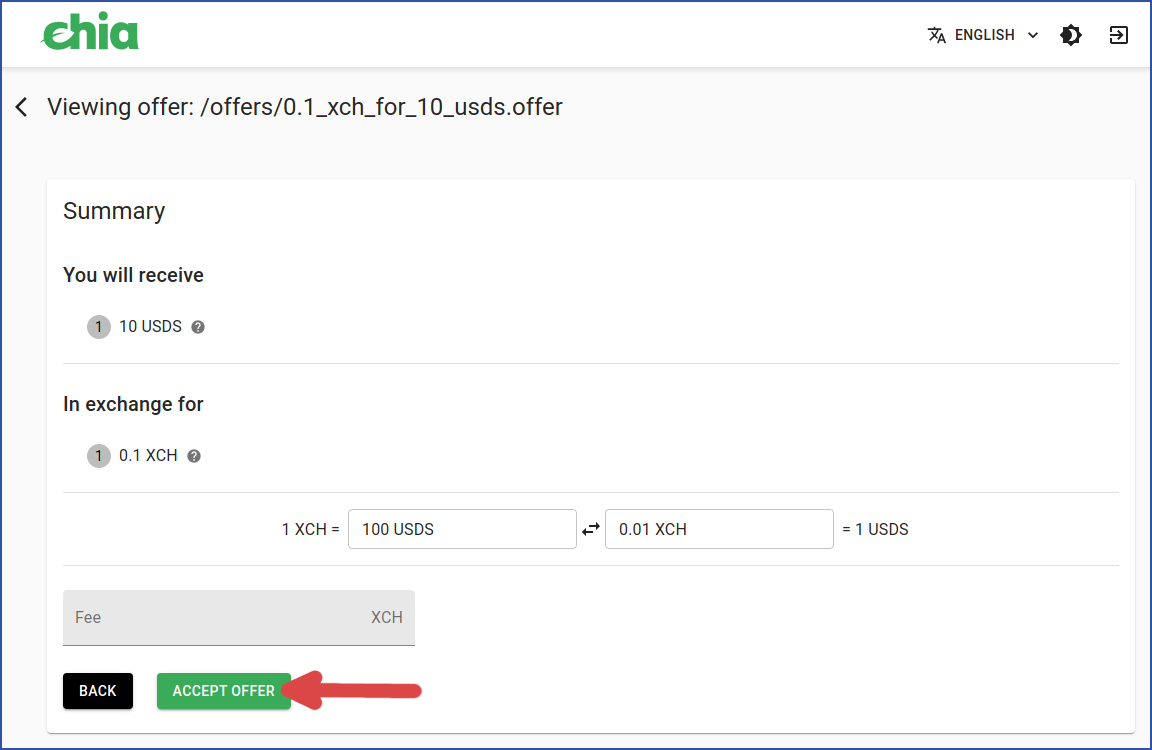 chia
ENGLISH
Viewing offer: /offers/0.1_xch_for_10_usds.offer
Summary
You will receive
1 10 USDS ?
In exchange for
1 0.1 XCH ?
1 XCH = 100 USDS 0.01 XCH = 1 USDS
Fee XCH
BACK ACCEPT OFFER